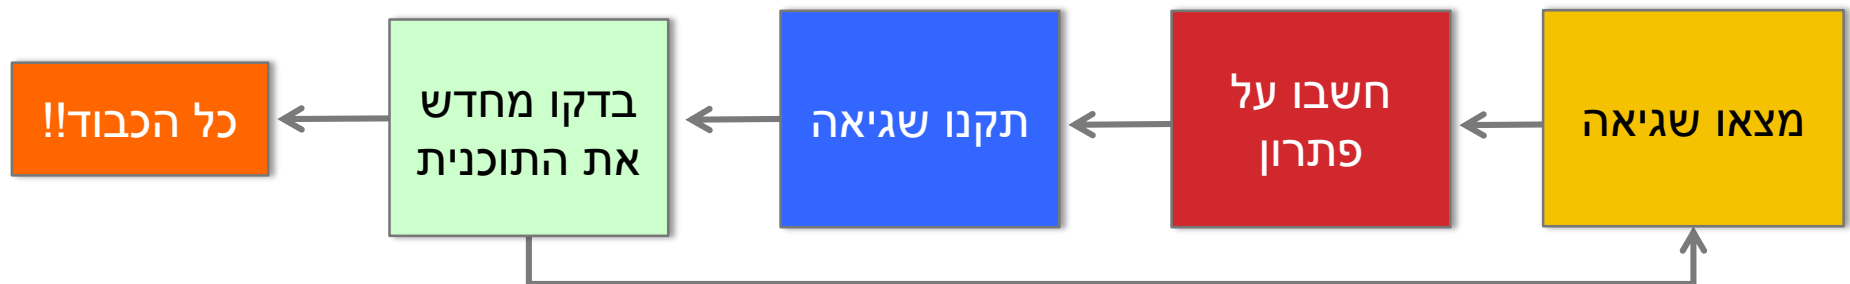 מצאו שגיאה
חשבו על
פתרון
תקנו שגיאה
בדקו מחדש
את התוכנית
כל הכבוד!!